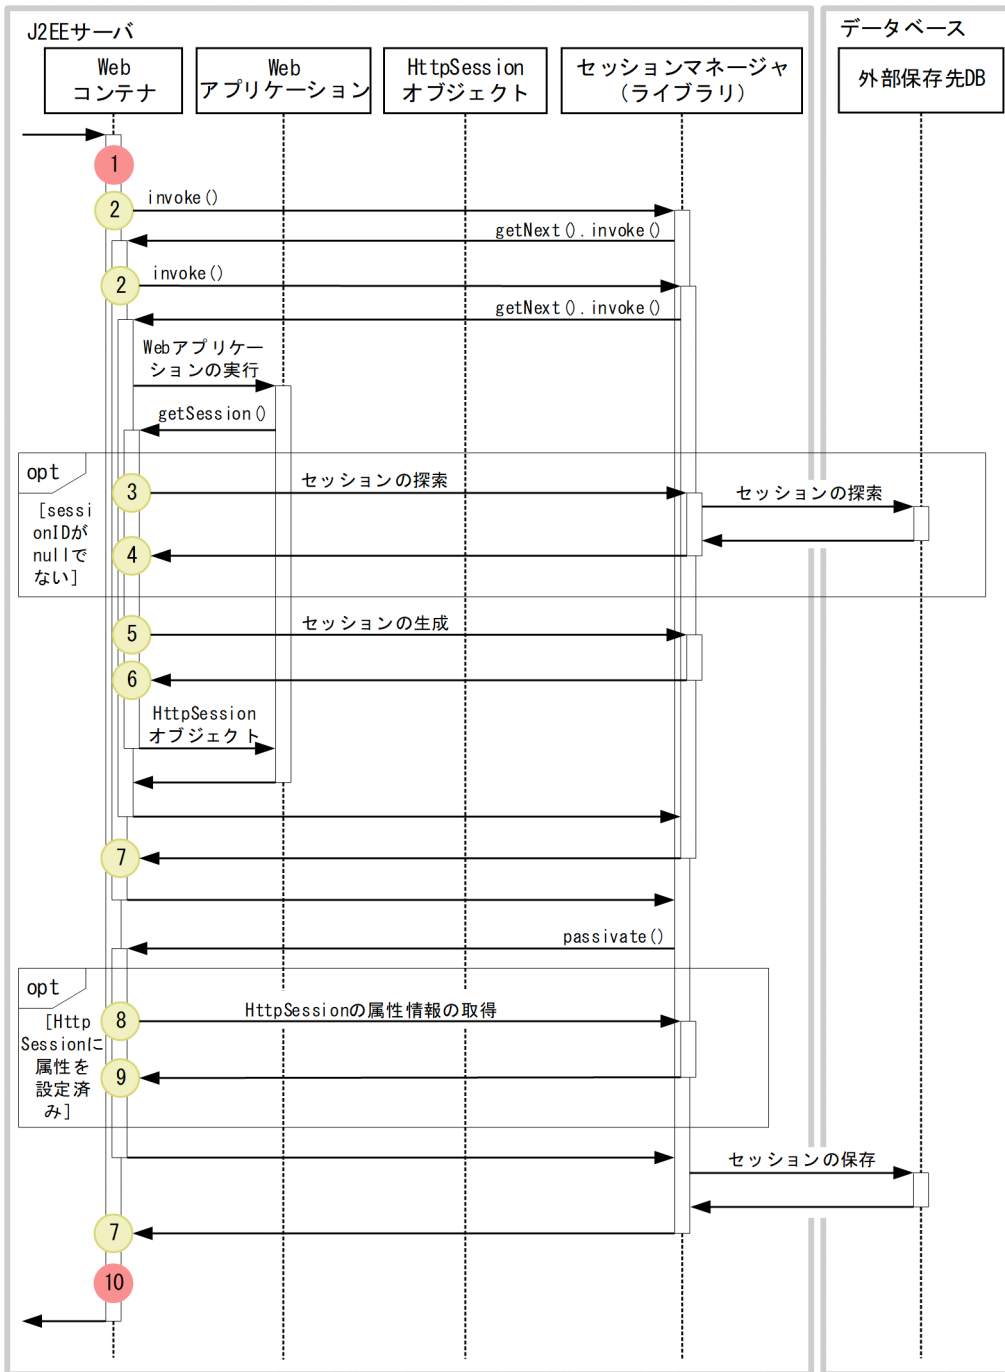 J2EEサーバ
データベース
Web
コンテナ
Web
アプリケーション
HttpSession
オブジェクト
セッションマネージャ
(ライブラリ)
外部保存先DB
1
2
invoke()
getNext().invoke()
2
invoke()
getNext().invoke()
Webアプリケー
ションの実行
getSession()
opt
[sessi
onIDが
nullで
ない]
3
セッションの探索
セッションの探索
4
5
セッションの生成
6
HttpSession
オブジェクト
7
passivate()
opt
[Http
Sessionに
属性を
設定済
み]
8
HttpSessionの属性情報の取得
9
セッションの保存
7
10